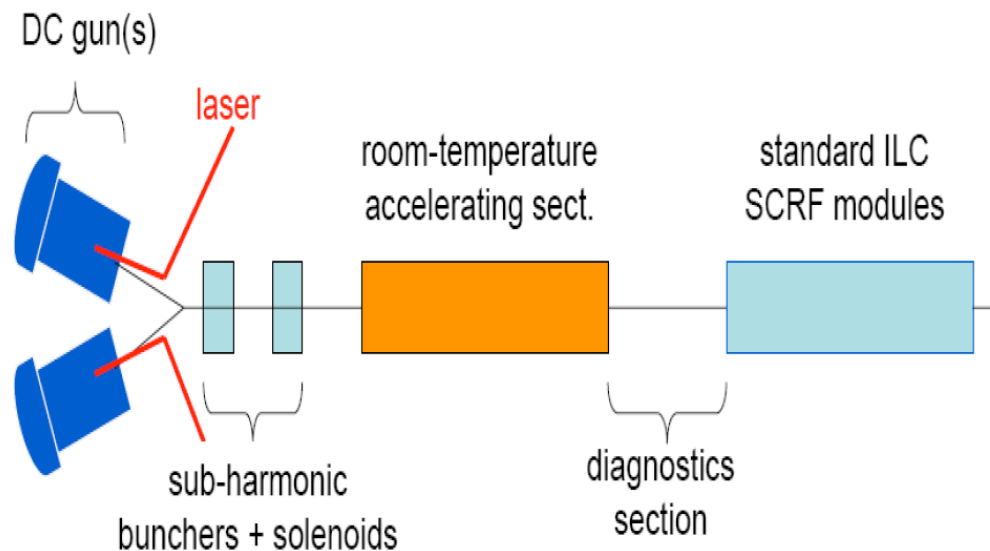 DC gun(s)
laser
room-temperature
accelerating sect.
standard ILC
SCRF modules
sub-harmonic
bunchers + solenoids
diagnostics
section